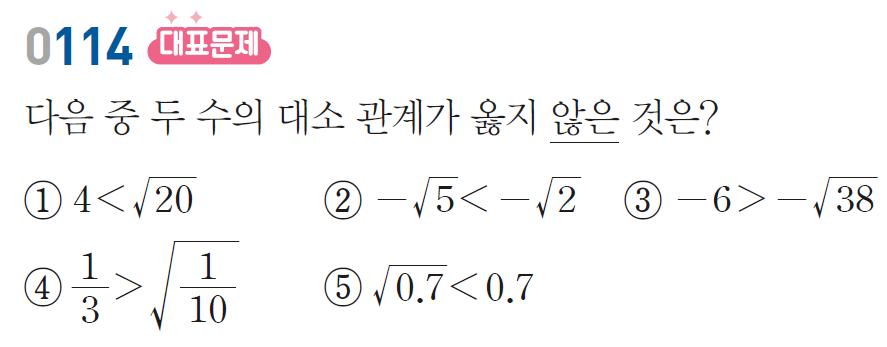 0114 대표문제
다음 중 두 수의 대소 관계가 옳지 않은 것은?
① 4<√20 ② -√5<-√2 ③ -6>-√38
④ 1/3>√(1/10) ⑤ √0.7<0.7